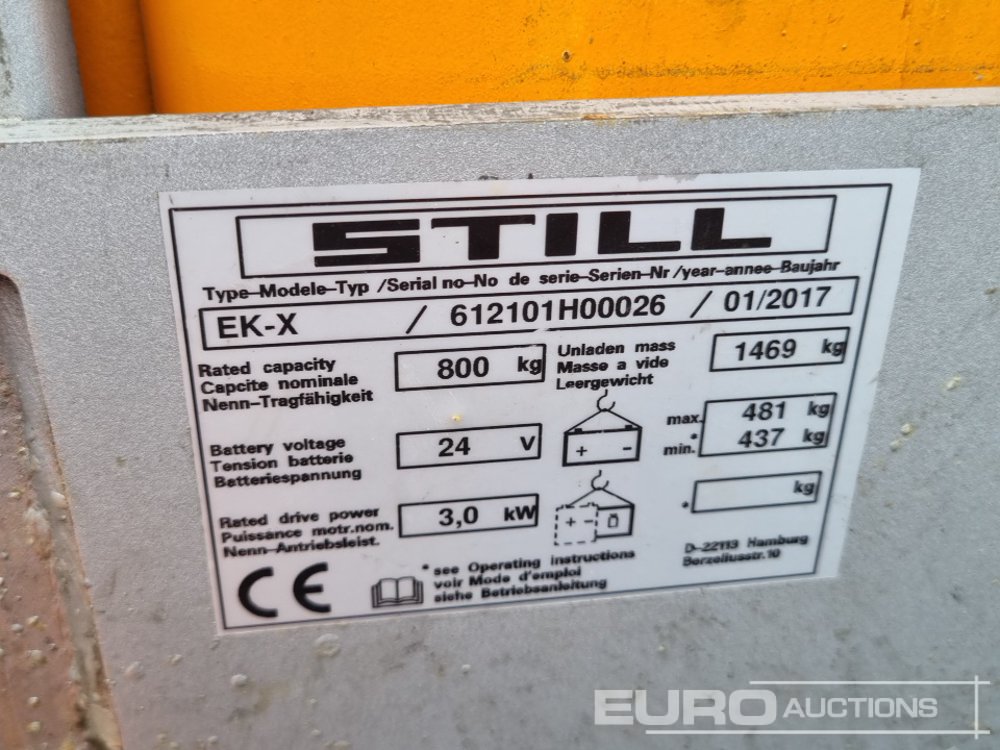 STILL
Type-Modele-Typ /Serial no-No de serie-Serien-Nr /year-annee-Baujahr
EK-X / 612101H00026 / 01/2017
Rated capacity
Capcite nominale
Nenn-Tragfähigkeit
800 kg
Unladen mass
Masse a vide
Leergewicht
1469 kg
Battery voltage
Tension batterie
Batteriespannung
24 V
+ −
max. 481 kg
* min. 437 kg
Rated drive power
Puissance motr.nom.
Nenn-Antriebsleist.
3,0 kW
+ −
* kg
CE
* see Operating instructions
voir Mode d'emploi
siehe Betriebsanleitung
D-22113 Hamburg
Berzeliusstr.10
EURO AUCTIONS